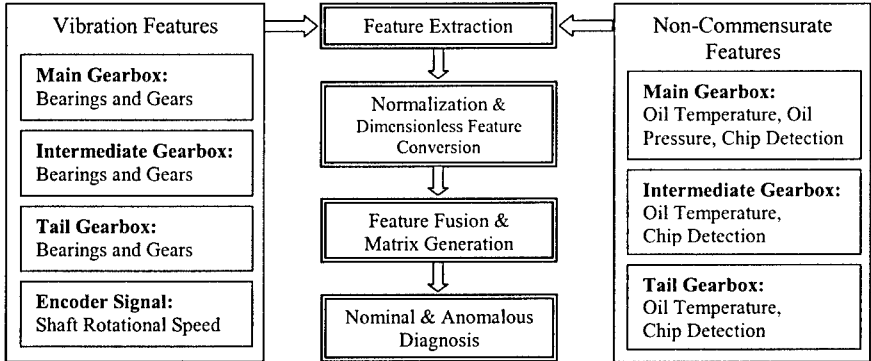 Vibration Features
Main Gearbox:
Bearings and Gears
Intermediate Gearbox:
Bearings and Gears
Tail Gearbox:
Bearings and Gears
Encoder Signal:
Shaft Rotational Speed
Feature Extraction
Normalization &
Dimensionless Feature
Conversion
Feature Fusion &
Matrix Generation
Nominal & Anomalous
Diagnosis
Non-Commensurate
Features
Main Gearbox:
Oil Temperature, Oil
Pressure, Chip Detection
Intermediate Gearbox:
Oil Temperature,
Chip Detection
Tail Gearbox:
Oil Temperature,
Chip Detection